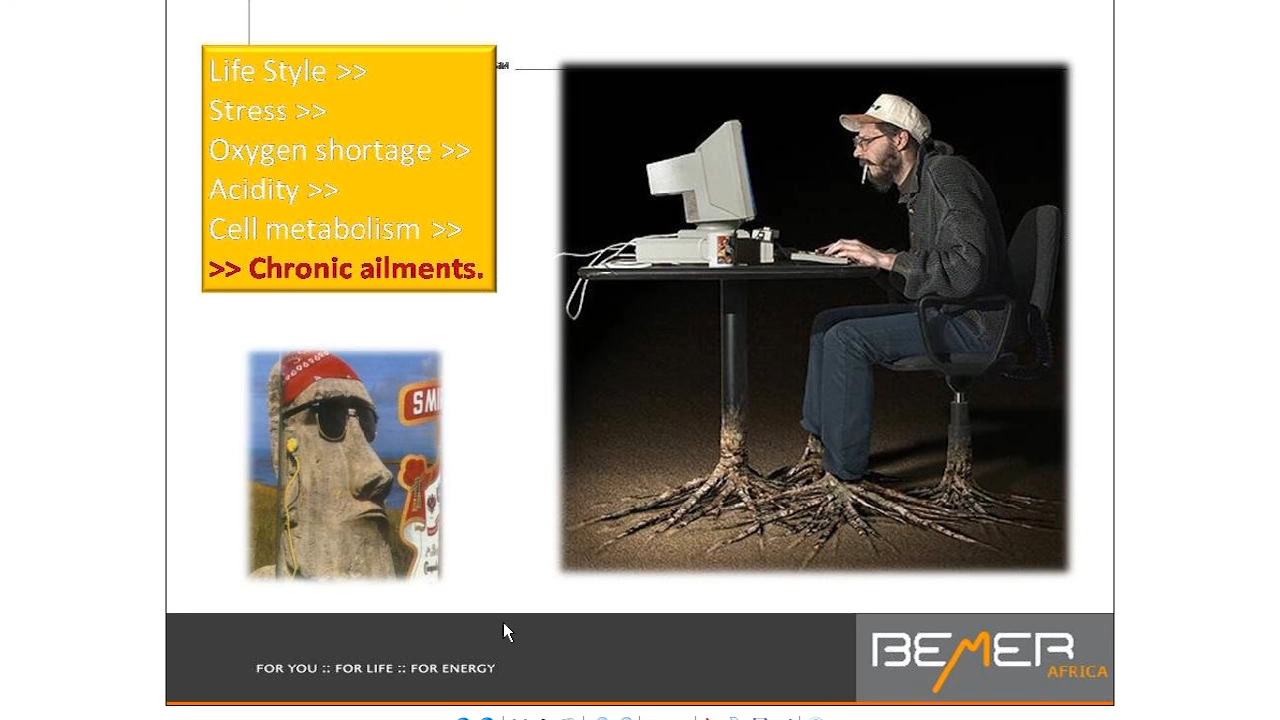 Life Style >>
Stress >>
Oxygen shortage >>
Acidity >>
Cell metabolism >>
>> Chronic ailments.
FOR YOU :: FOR LIFE :: FOR ENERGY
BEMER
AFRICA